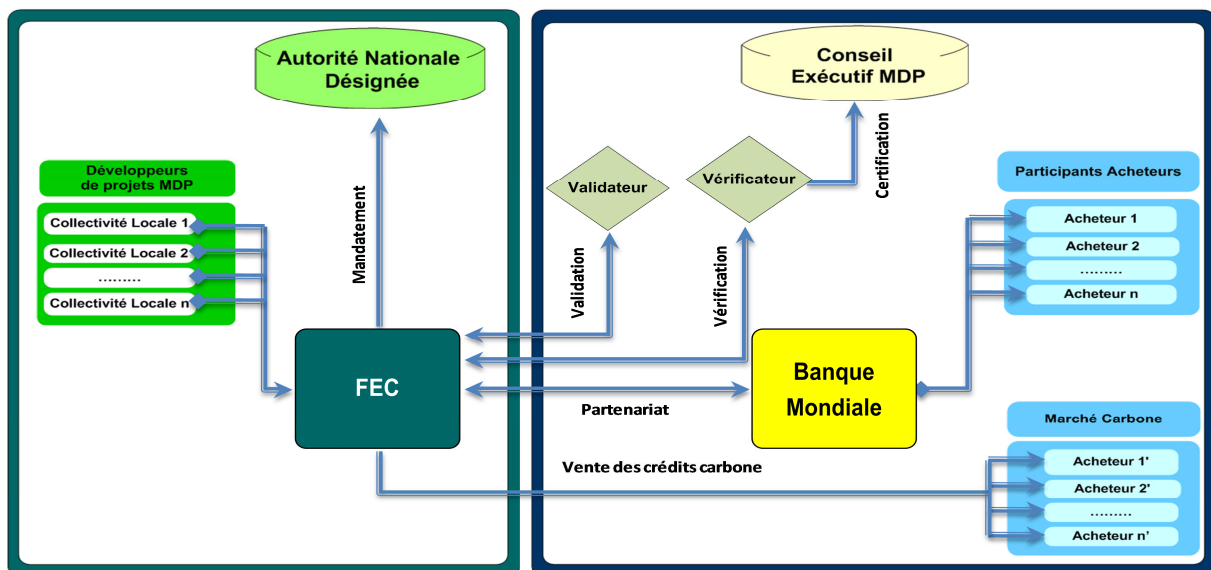 Autorité Nationale
Désignée
Mandatement
Développeurs
de projets MDP
Collectivité Locale 1
Collectivité Locale 2
.........
Collectivité Locale n
FEC
Conseil
Exécutif MDP
Certification
Validateur
Vérificateur
Validation
Vérification
Partenariat
Banque
Mondiale
Participants Acheteurs
Acheteur 1
Acheteur 2
.........
Acheteur n
Vente des crédits carbone
Marché Carbone
Acheteur 1'
Acheteur 2'
.........
Acheteur n'